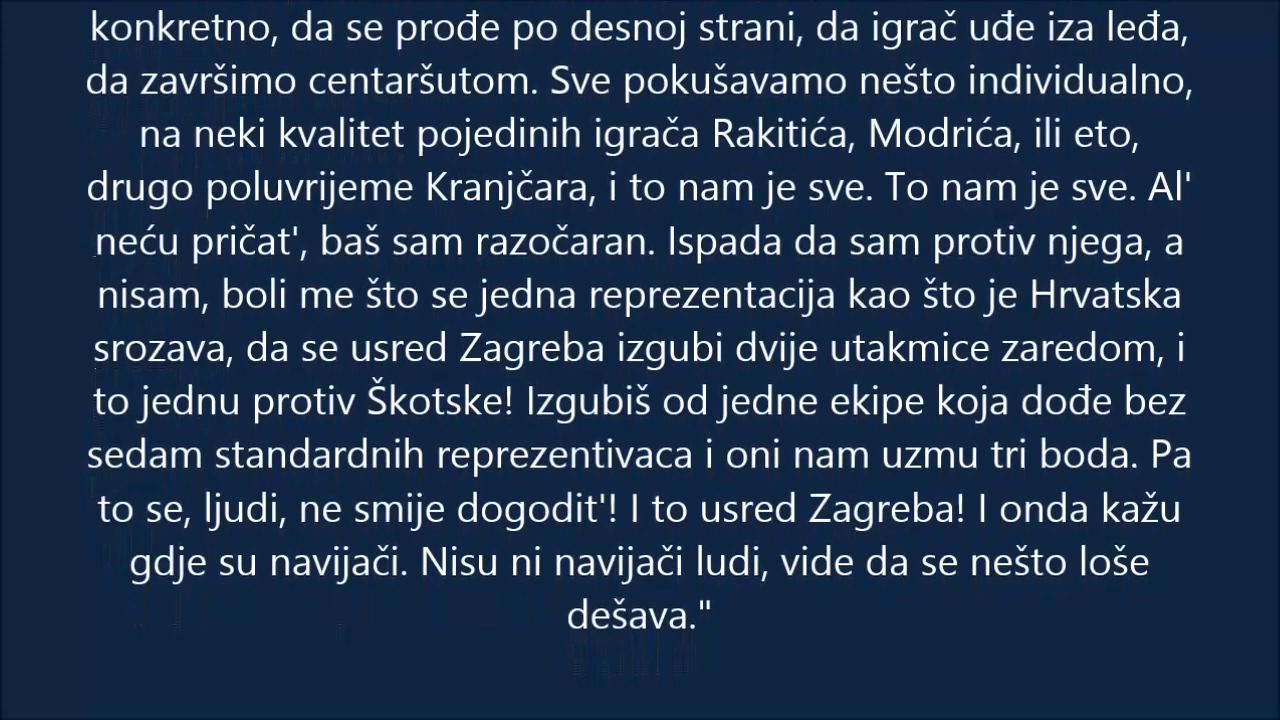 konkretno, da se prođe po desnoj strani, da igrač uđe iza leđa,
da završimo centaršutom. Sve pokušavamo nešto individualno,
na neki kvalitet pojedinih igrača Rakitića, Modrića, ili eto,
drugo poluvrijeme Kranjčara, i to nam je sve. To nam je sve. Al'
neću pričat', baš sam razočaran. Ispada da sam protiv njega, a
nisam, boli me što se jedna reprezentacija kao što je Hrvatska
srozava, da se usred Zagreba izgubi dvije utakmice zaredom, i
to jednu protiv Škotske! Izgubiš od jedne ekipe koja dođe bez
sedam standardnih reprezentivaca i oni nam uzmu tri boda. Pa
to se, ljudi, ne smije dogodit'! I to usred Zagreba! I onda kažu
gdje su navijači. Nisu ni navijači ludi, vide da se nešto loše
dešava."